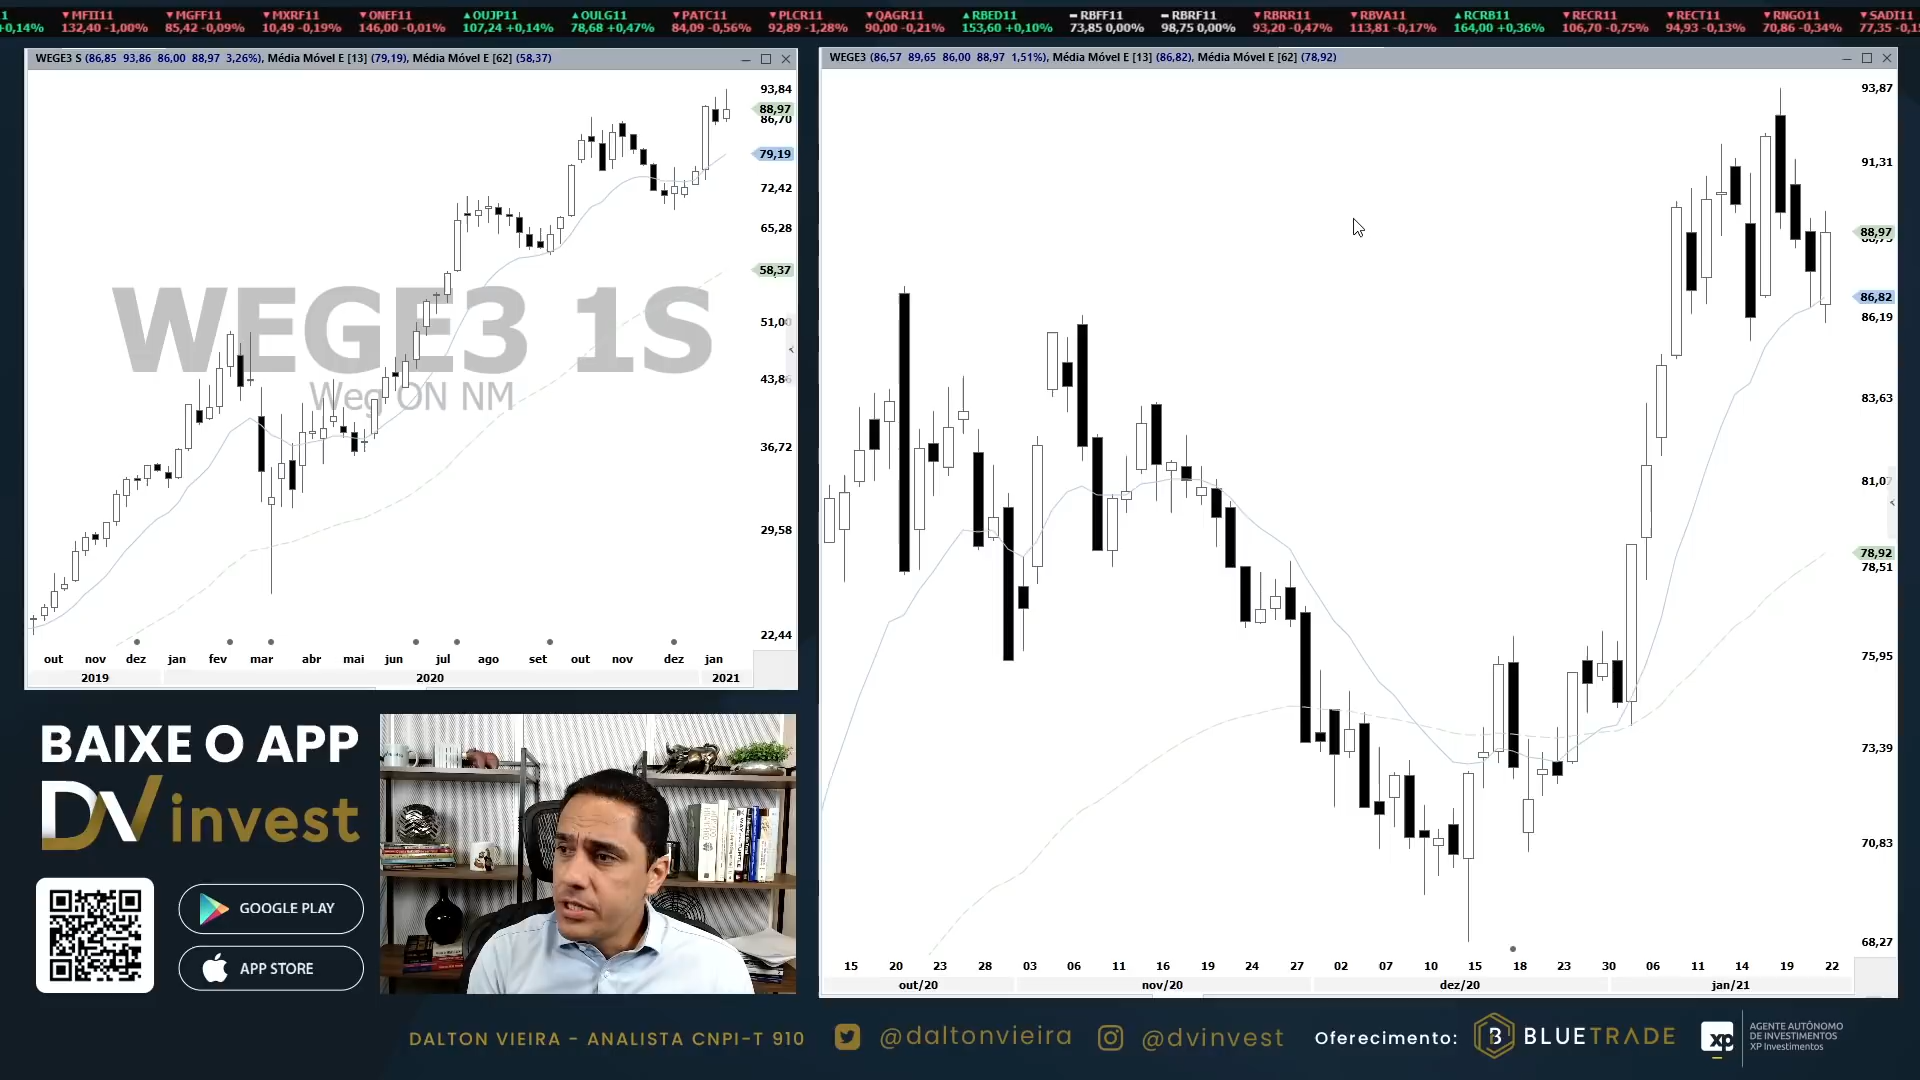 MFII11 MGFF11 MXRF11 ONEF11 OUJP11 OULG11 PATC11 PLCR11 QAGR11 RBED11 RBFF11 RBRF11 RBRR11 RBVA11 RCRB11 RECR11 RECT11 RNGO11 SADI11
+0,14% 132,40 -1,00% 85,42 -0,09% 10,49 -0,19% 146,00 -0,01% 107,24 +0,14% 78,68 +0,47% 84,09 -0,56% 92,89 -1,28% 90,00 -0,21% 153,60 +0,10% 73,85 0,00% 98,75 0,00% 93,20 -0,47% 113,81 -0,17% 164,00 +0,36% 106,70 -0,75% 94,93 -0,13% 70,86 -0,34%
WEGE3 S (86,85 93,86 86,00 88,97 3,26%), Média Móvel E [13] (79,19), Média Móvel E [62] (58,37)
93,84
88,97
86,70
79,19
72,42
65,28
58,37
51,00
43,86
36,72
29,58
22,44
WEGE3 1S
Weg ON NM
out nov dez jan fev mar abr mai jun jul ago set out nov dez jan
2019 2020 2021
WEGE3 (86,57 89,65 86,00 88,97 1,51%), Média Móvel E [13] (86,82), Média Móvel E [62] (78,92)
93,87
91,31
88,97
86,82
86,19
83,63
81,07
78,92
78,51
75,95
73,39
70,83
68,27
15 20 23 28 03 06 11 16 19 24 27 02 07 10 15 18 23 30 06 11 14 19 22
out/20 nov/20 dez/20 jan/21
BAIXE O APP
DV invest
GOOGLE PLAY
APP STORE
DALTON VIEIRA - ANALISTA CNPI-T 910
@daltonvieira
@dvinvest
Oferecimento:
BLUETRADE
xp
AGENTE AUTÔNOMO
DE INVESTIMENTOS
XP Investimentos